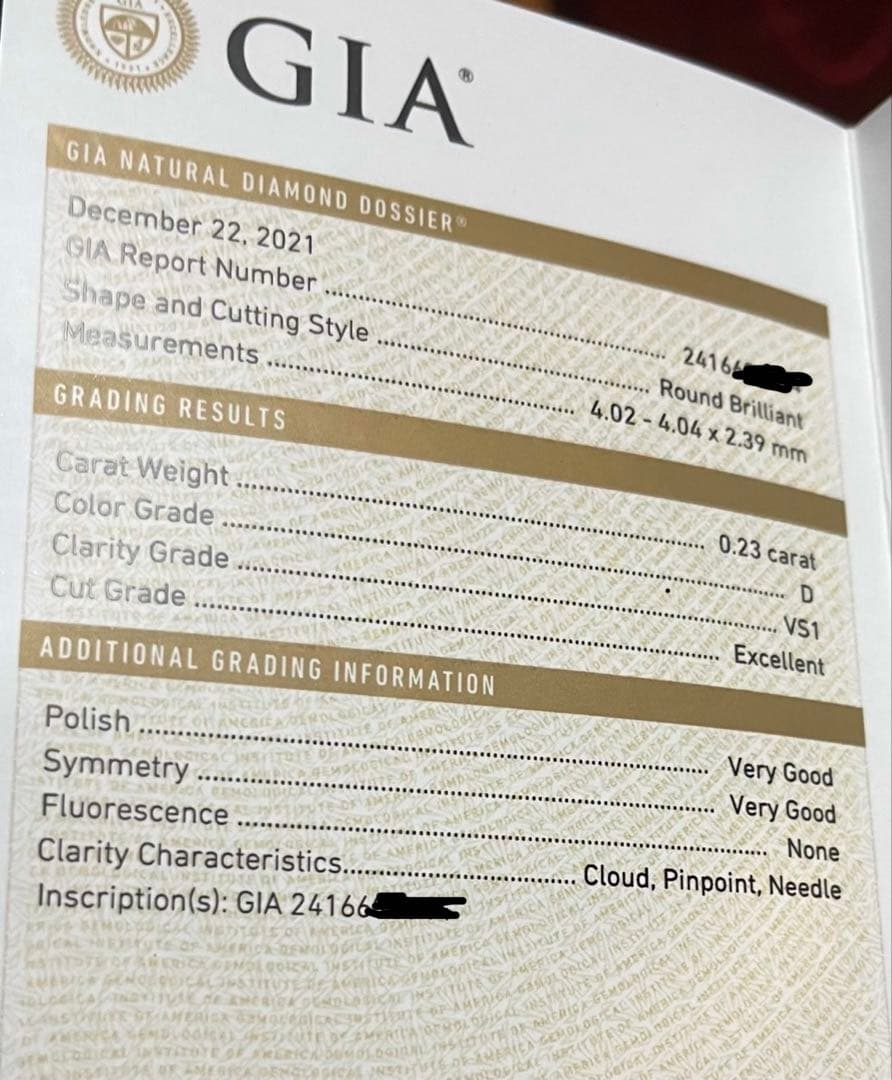 GIA®
GIA NATURAL DIAMOND DOSSIER®
December 22, 2021
GIA Report Number 24166
Shape and Cutting Style Round Brilliant
Measurements 4.02 - 4.04 x 2.39 mm
GRADING RESULTS
Carat Weight 0.23 carat
Color Grade D
Clarity Grade VS1
Cut Grade Excellent
ADDITIONAL GRADING INFORMATION
Polish Very Good
Symmetry Very Good
Fluorescence None
Clarity Characteristics Cloud, Pinpoint, Needle
Inscription(s): GIA 24166